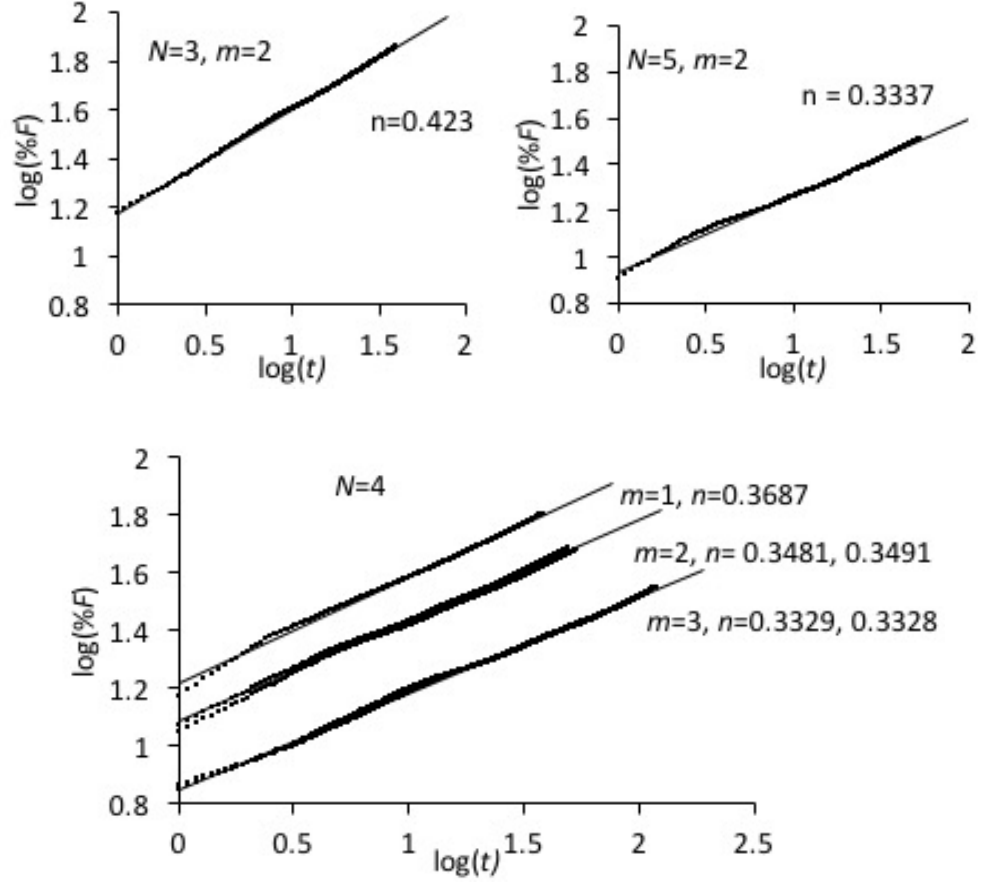 2
1.8
1.6
1.4
1.2
1
0.8
log(%F)
N=3, m=2
n=0.423
0 0.5 1 1.5 2
log(t)
2
1.8
1.6
1.4
1.2
1
0.8
log(%F)
N=5, m=2
n = 0.3337
0 0.5 1 1.5 2
log(t)
2
1.8
1.6
1.4
1.2
1
0.8
log(%F)
N=4
m=1, n=0.3687
m=2, n= 0.3481, 0.3491
m=3, n=0.3329, 0.3328
0 0.5 1 1.5 2 2.5
log(t)